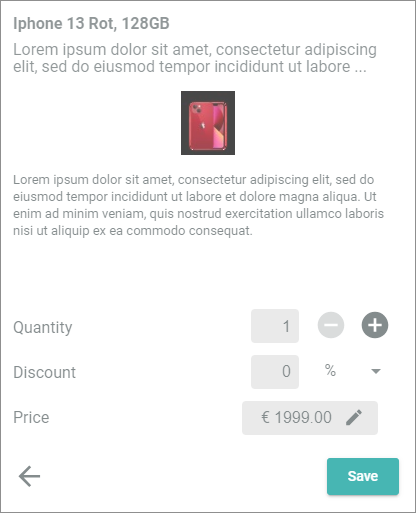 Iphone 13 Rot, 128GB
Lorem ipsum dolor sit amet, consectetur adipiscing
elit, sed do eiusmod tempor incididunt ut labore ...
Lorem ipsum dolor sit amet, consectetur adipiscing elit, sed do
eiusmod tempor incididunt ut labore et dolore magna aliqua. Ut
enim ad minim veniam, quis nostrud exercitation ullamco laboris
nisi ut aliquip ex ea commodo consequat.
Quantity 1
Discount 0 %
Price € 1999.00
Save